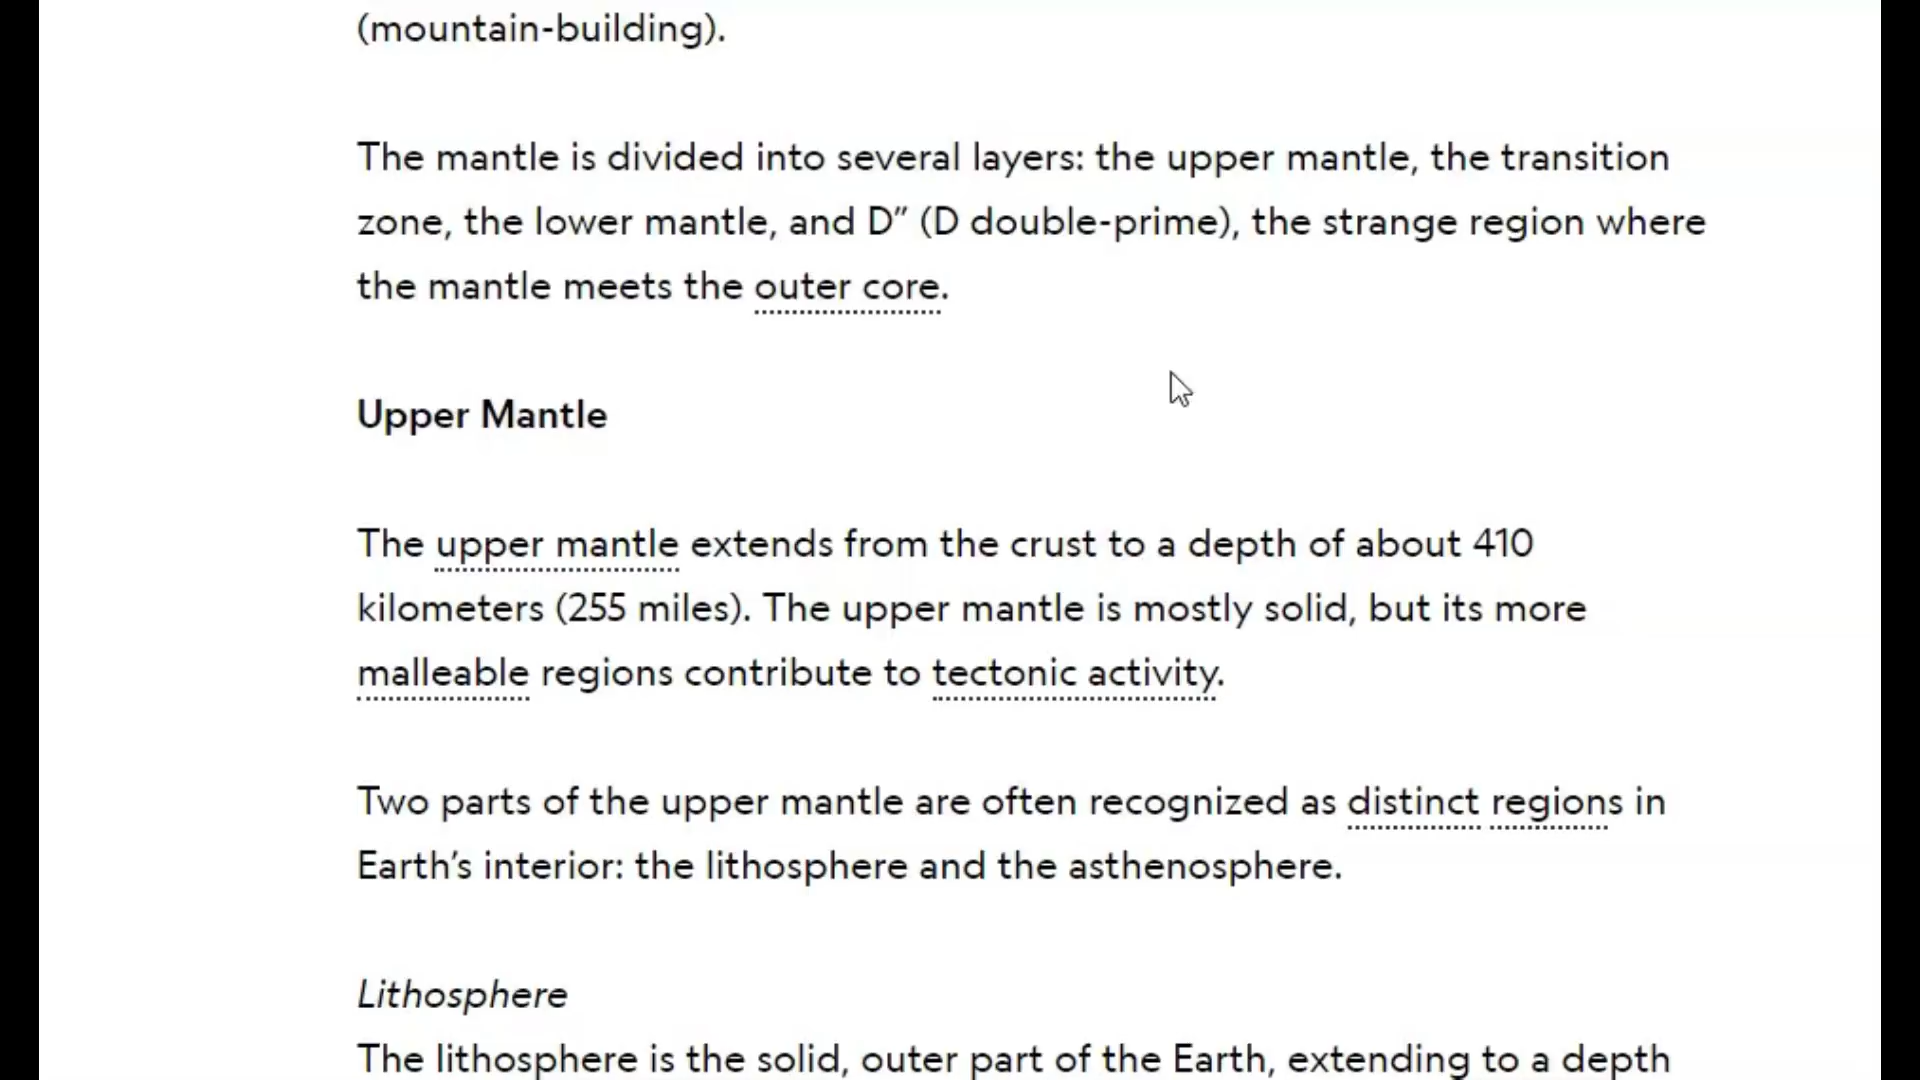 (mountain-building).
The mantle is divided into several layers: the upper mantle, the transition
zone, the lower mantle, and D” (D double-prime), the strange region where
the mantle meets the outer core.
Upper Mantle
The upper mantle extends from the crust to a depth of about 410
kilometers (255 miles). The upper mantle is mostly solid, but its more
malleable regions contribute to tectonic activity.
Two parts of the upper mantle are often recognized as distinct regions in
Earth’s interior: the lithosphere and the asthenosphere.
Lithosphere
The lithosphere is the solid, outer part of the Earth, extending to a depth